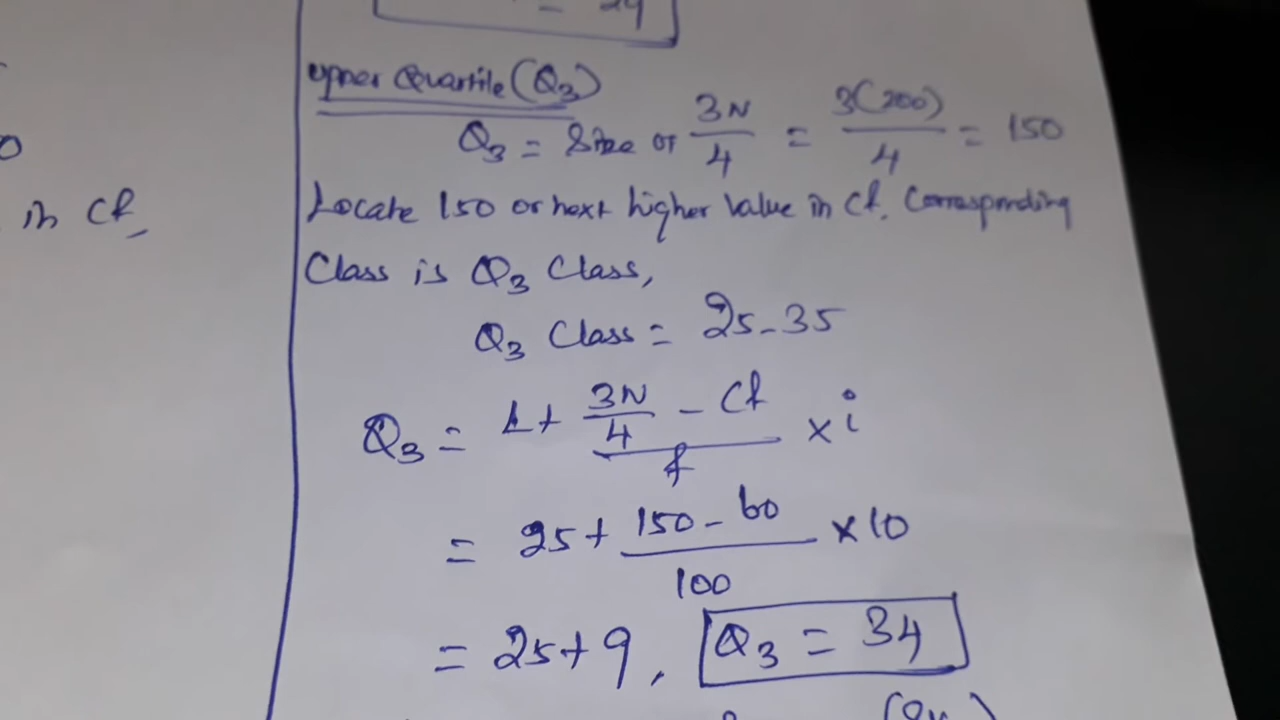 = 29
0
in Cf,
Upper Quartile (Q₃)
Q₃ = Size of 3N/4 = 3(200)/4 = 150
Locate 150 or next higher value in Cf, Corresponding
Class is Q₃ Class,
Q₃ Class = 25-35
Q₃ = L + (3N/4 - Cf)/f × i
= 25 + (150 - 60)/100 × 10
= 25 + 9, Q₃ = 34